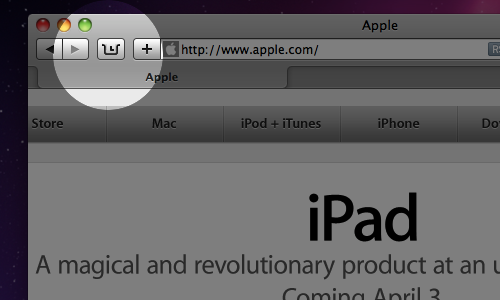 Apple
+ http://www.apple.com/
Apple
Store Mac iPod + iTunes iPhone
iPad
A magical and revolutionary product at an
Coming April 3